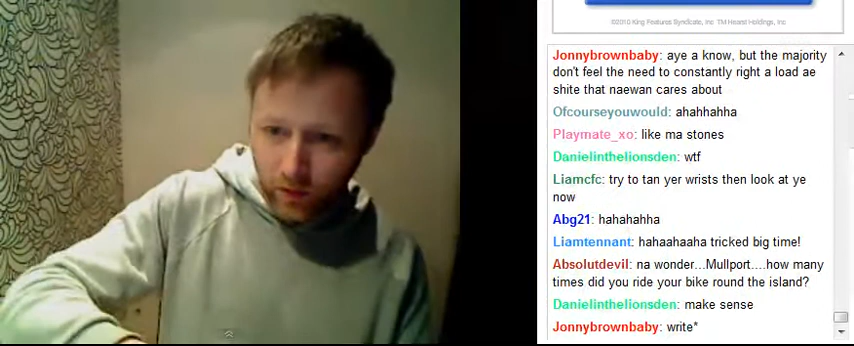 ©2010 King Features Syndicate, Inc TM Hearst Holdings, Inc
Jonnybrownbaby: aye a know, but the majority
don't feel the need to constantly right a load ae
shite that naewan cares about
Ofcourseyouwould: ahahhahha
Playmate_xo: like ma stones
Danielinthelionsden: wtf
Liamcfc: try to tan yer wrists then look at ye
now
Abg21: hahahahha
Liamtennant: hahaahaaha tricked big time!
Absolutdevil: na wonder...Mullport....how many
times did you ride your bike round the island?
Danielinthelionsden: make sense
Jonnybrownbaby: write*